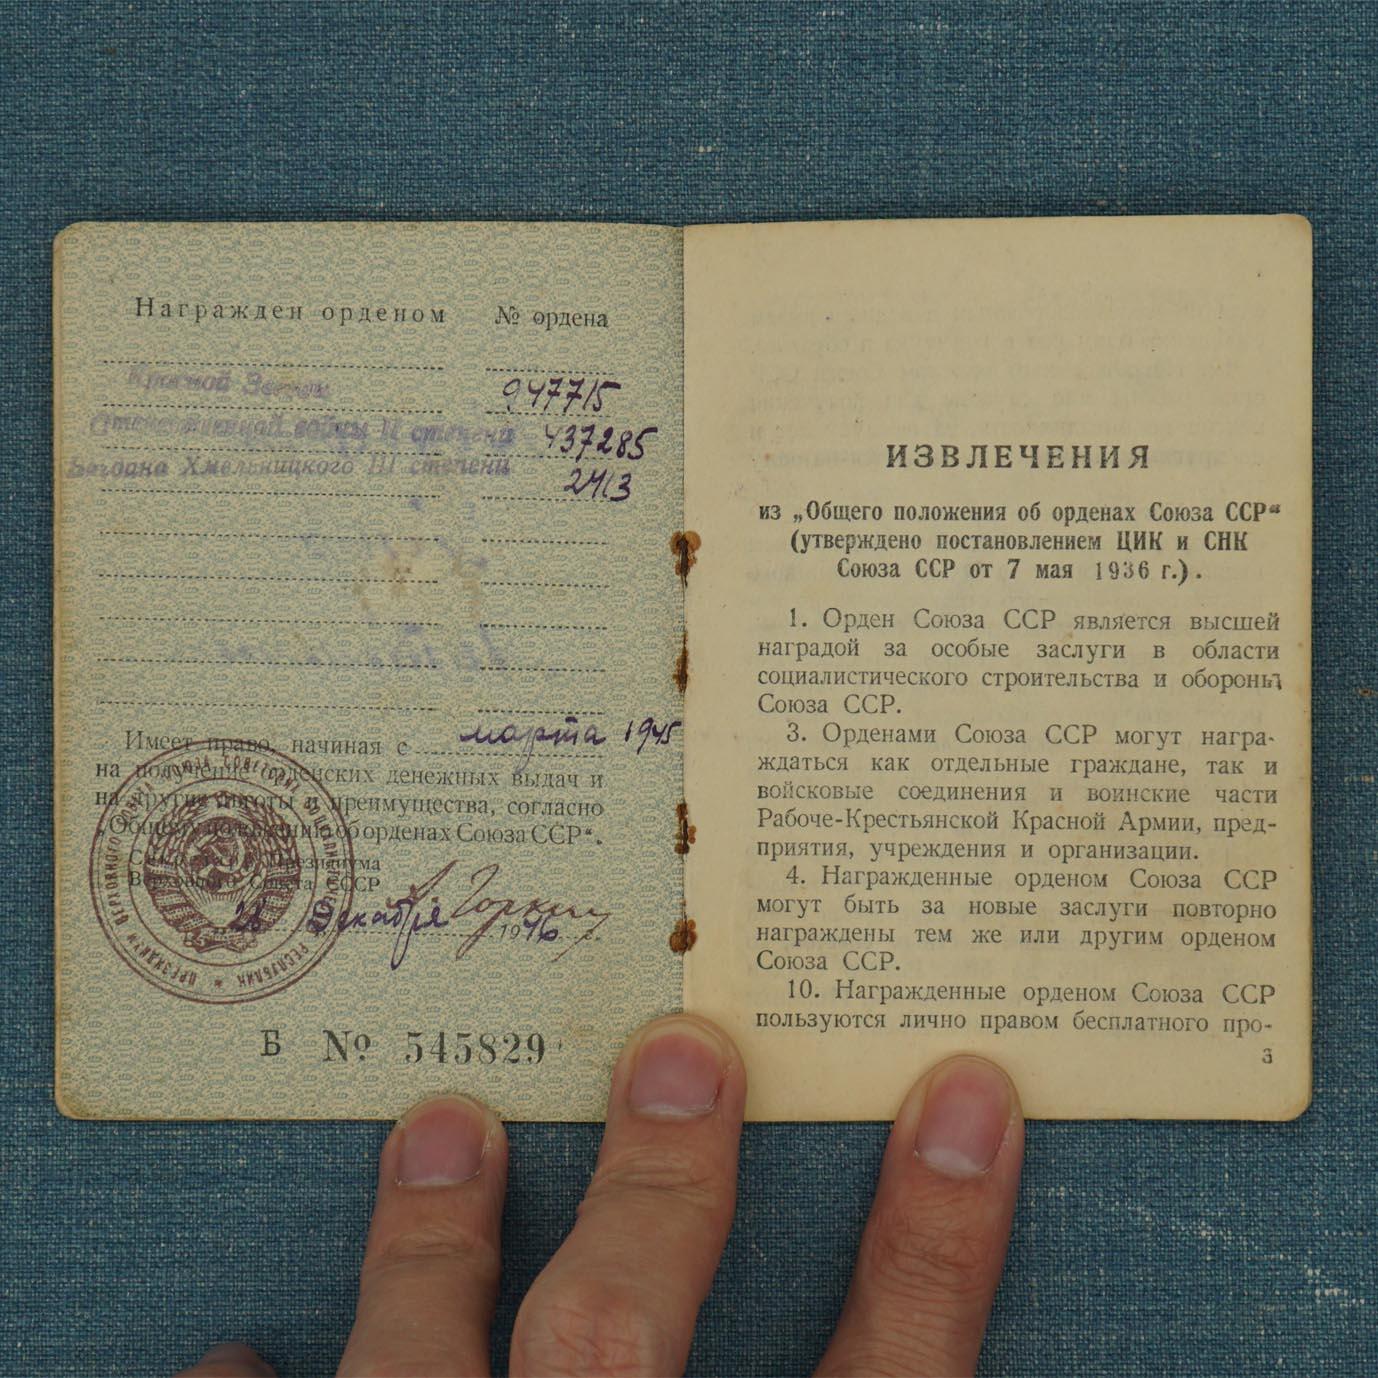 Награжден орденом № ордена
Красной Звезды 947715
Отечественной войны II степени 437285
Богдана Хмельницкого III степени 2413
Имеет право, начиная с марта 1945
на получение орденских денежных выдач и
на другие льготы и преимущества, согласно
„Общему положению об орденах Союза ССР“.
Секретарь Президиума
Верховного Совета СССР
28 декабря 1946 г.
Б № 545829
ИЗВЛЕЧЕНИЯ
из „Общего положения об орденах Союза ССР“
(утверждено постановлением ЦИК и СНК
Союза ССР от 7 мая 1936 г.).
1. Орден Союза ССР является высшей
наградой за особые заслуги в области
социалистического строительства и обороны
Союза ССР.
3. Орденами Союза ССР могут награ-
ждаться как отдельные граждане, так и
войсковые соединения и воинские части
Рабоче-Крестьянской Красной Армии, пред-
приятия, учреждения и организации.
4. Награжденные орденом Союза ССР
могут быть за новые заслуги повторно
награждены тем же или другим орденом
Союза ССР.
10. Награжденные орденом Союза ССР
пользуются лично правом бесплатного про-
3